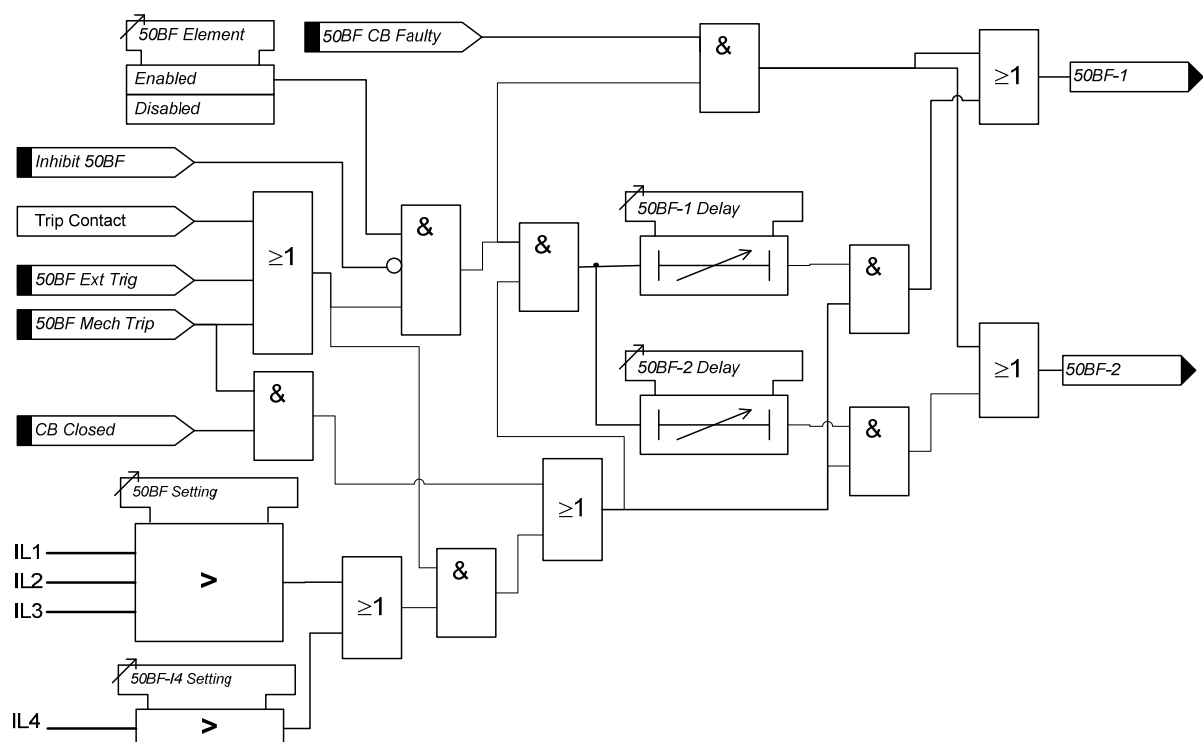 50BF Element
Enabled
Disabled
50BF CB Faulty
&
≥1
50BF-1
Inhibit 50BF
Trip Contact
50BF Ext Trig
50BF Mech Trip
≥1
&
&
50BF-1 Delay
&
50BF-2 Delay
&
≥1
50BF-2
CB Closed
&
50BF Setting
IL1
IL2
IL3
>
≥1
&
≥1
50BF-I4 Setting
IL4
>